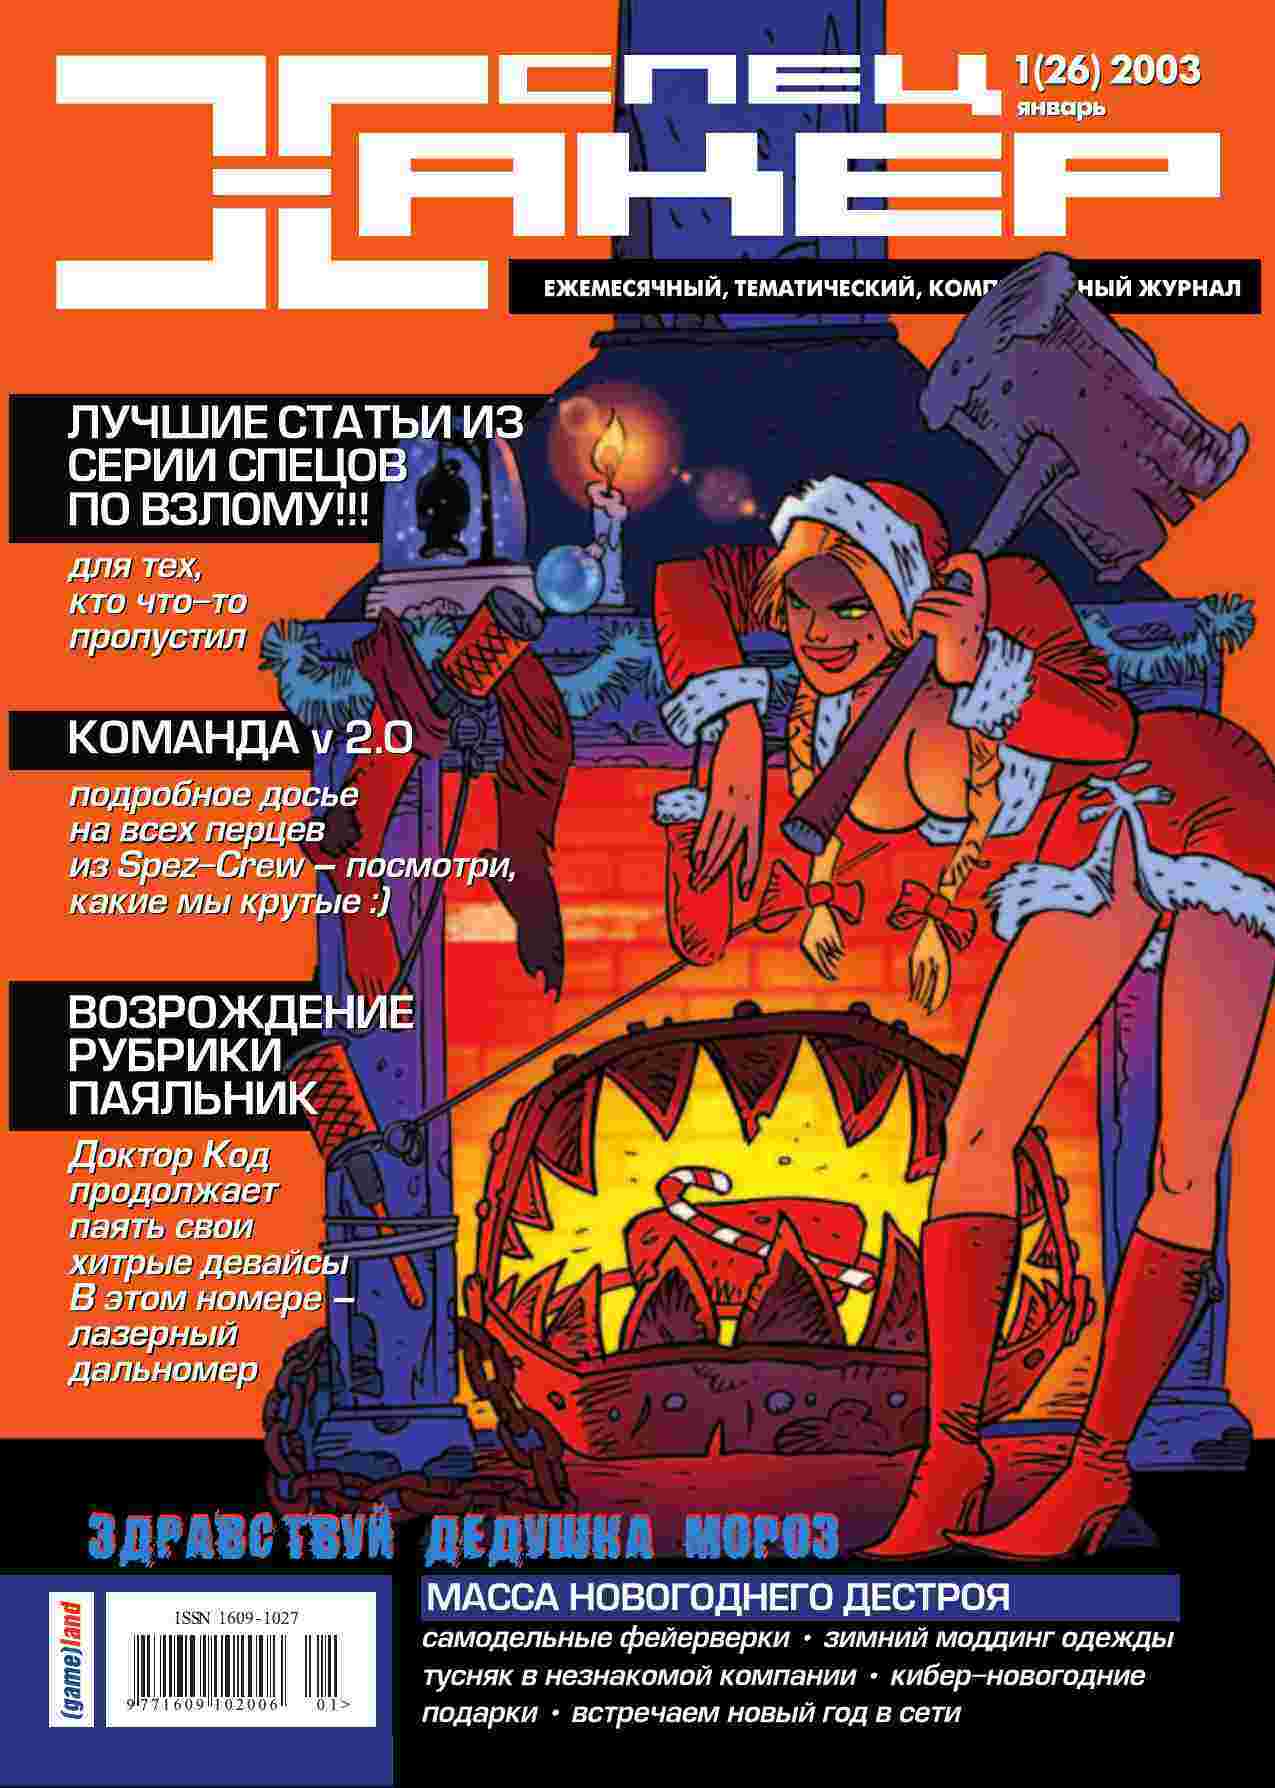 СПЕЦ
ХАКЕР
1(26) 2003
январь
ЕЖЕМЕСЯЧНЫЙ, ТЕМАТИЧЕСКИЙ, КОМП НЫЙ ЖУРНАЛ
ЛУЧШИЕ СТАТЬИ ИЗ
СЕРИИ СПЕЦОВ
ПО ВЗЛОМУ!!!
для тех,
кто что-то
пропустил
КОМАНДА v 2.0
подробное досье
на всех перцев
из Spez-Crew – посмотри,
какие мы крутые :)
ВОЗРОЖДЕНИЕ
РУБРИКИ
ПАЯЛЬНИК
Доктор Код
продолжает
паять свои
хитрые девайсы
В этом номере –
лазерный
дальномер
ЗДРАВСТВУЙ ДЕДУШКА МОРОЗ
МАССА НОВОГОДНЕГО ДЕСТРОЯ
самодельные фейерверки • зимний моддинг одежды
тусняк в незнакомой компании • кибер-новогодние
подарки • встречаем новый год в сети
(game)land
ISSN 1609-1027
9 771609 102006 01>